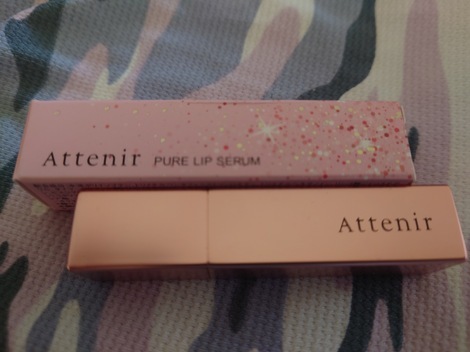 Attenir PURE LIP SERUM
Attenir